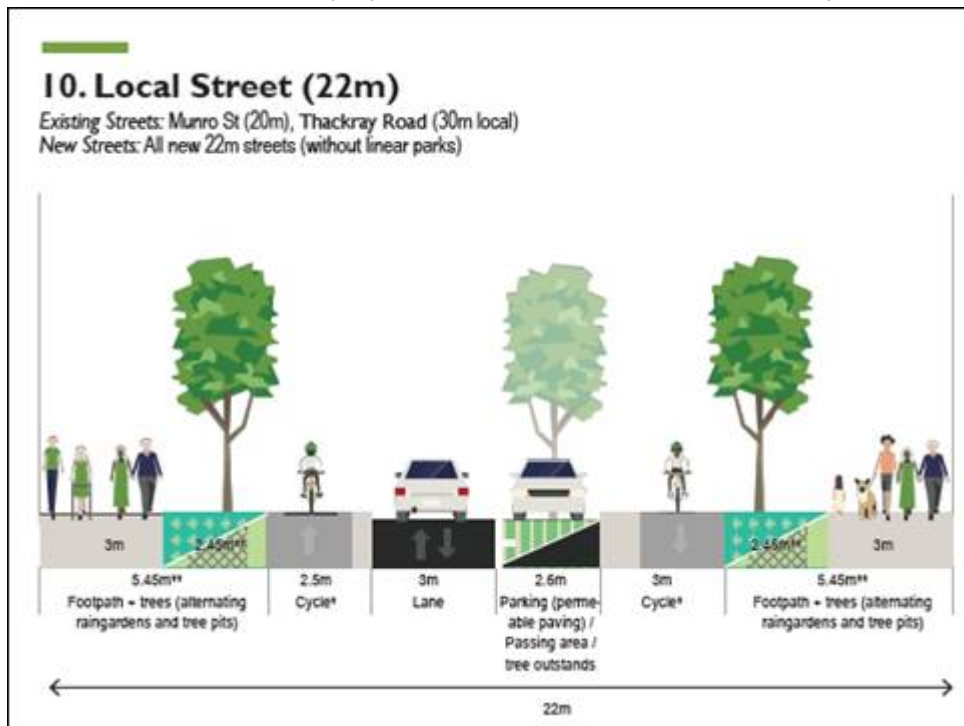 10. Local Street (22m)
Existing Streets: Munro St (20m), Thackray Road (30m local)
New Streets: All new 22m streets (without linear parks)
3m
2.45m**
2.45m**
3m
5.45m**
2.5m
3m
2.6m
3m
5.45m**
Footpath + trees (alternating
raingardens and tree pits)
Cycle*
Lane
Parking (perme-
able paving) /
Passing area /
tree outstands
Cycle*
Footpath + trees (alternating
raingardens and tree pits)
22m